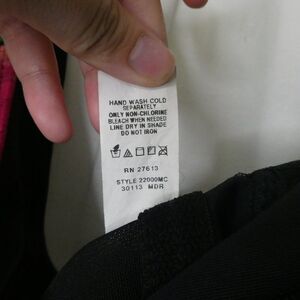 HAND WASH COLD
SEPARATELY
ONLY NON-CHLORINE
BLEACH WHEN NEEDED
LINE DRY IN SHADE
DO NOT IRON
RN 27613
STYLE 22000MC
30113 MDR